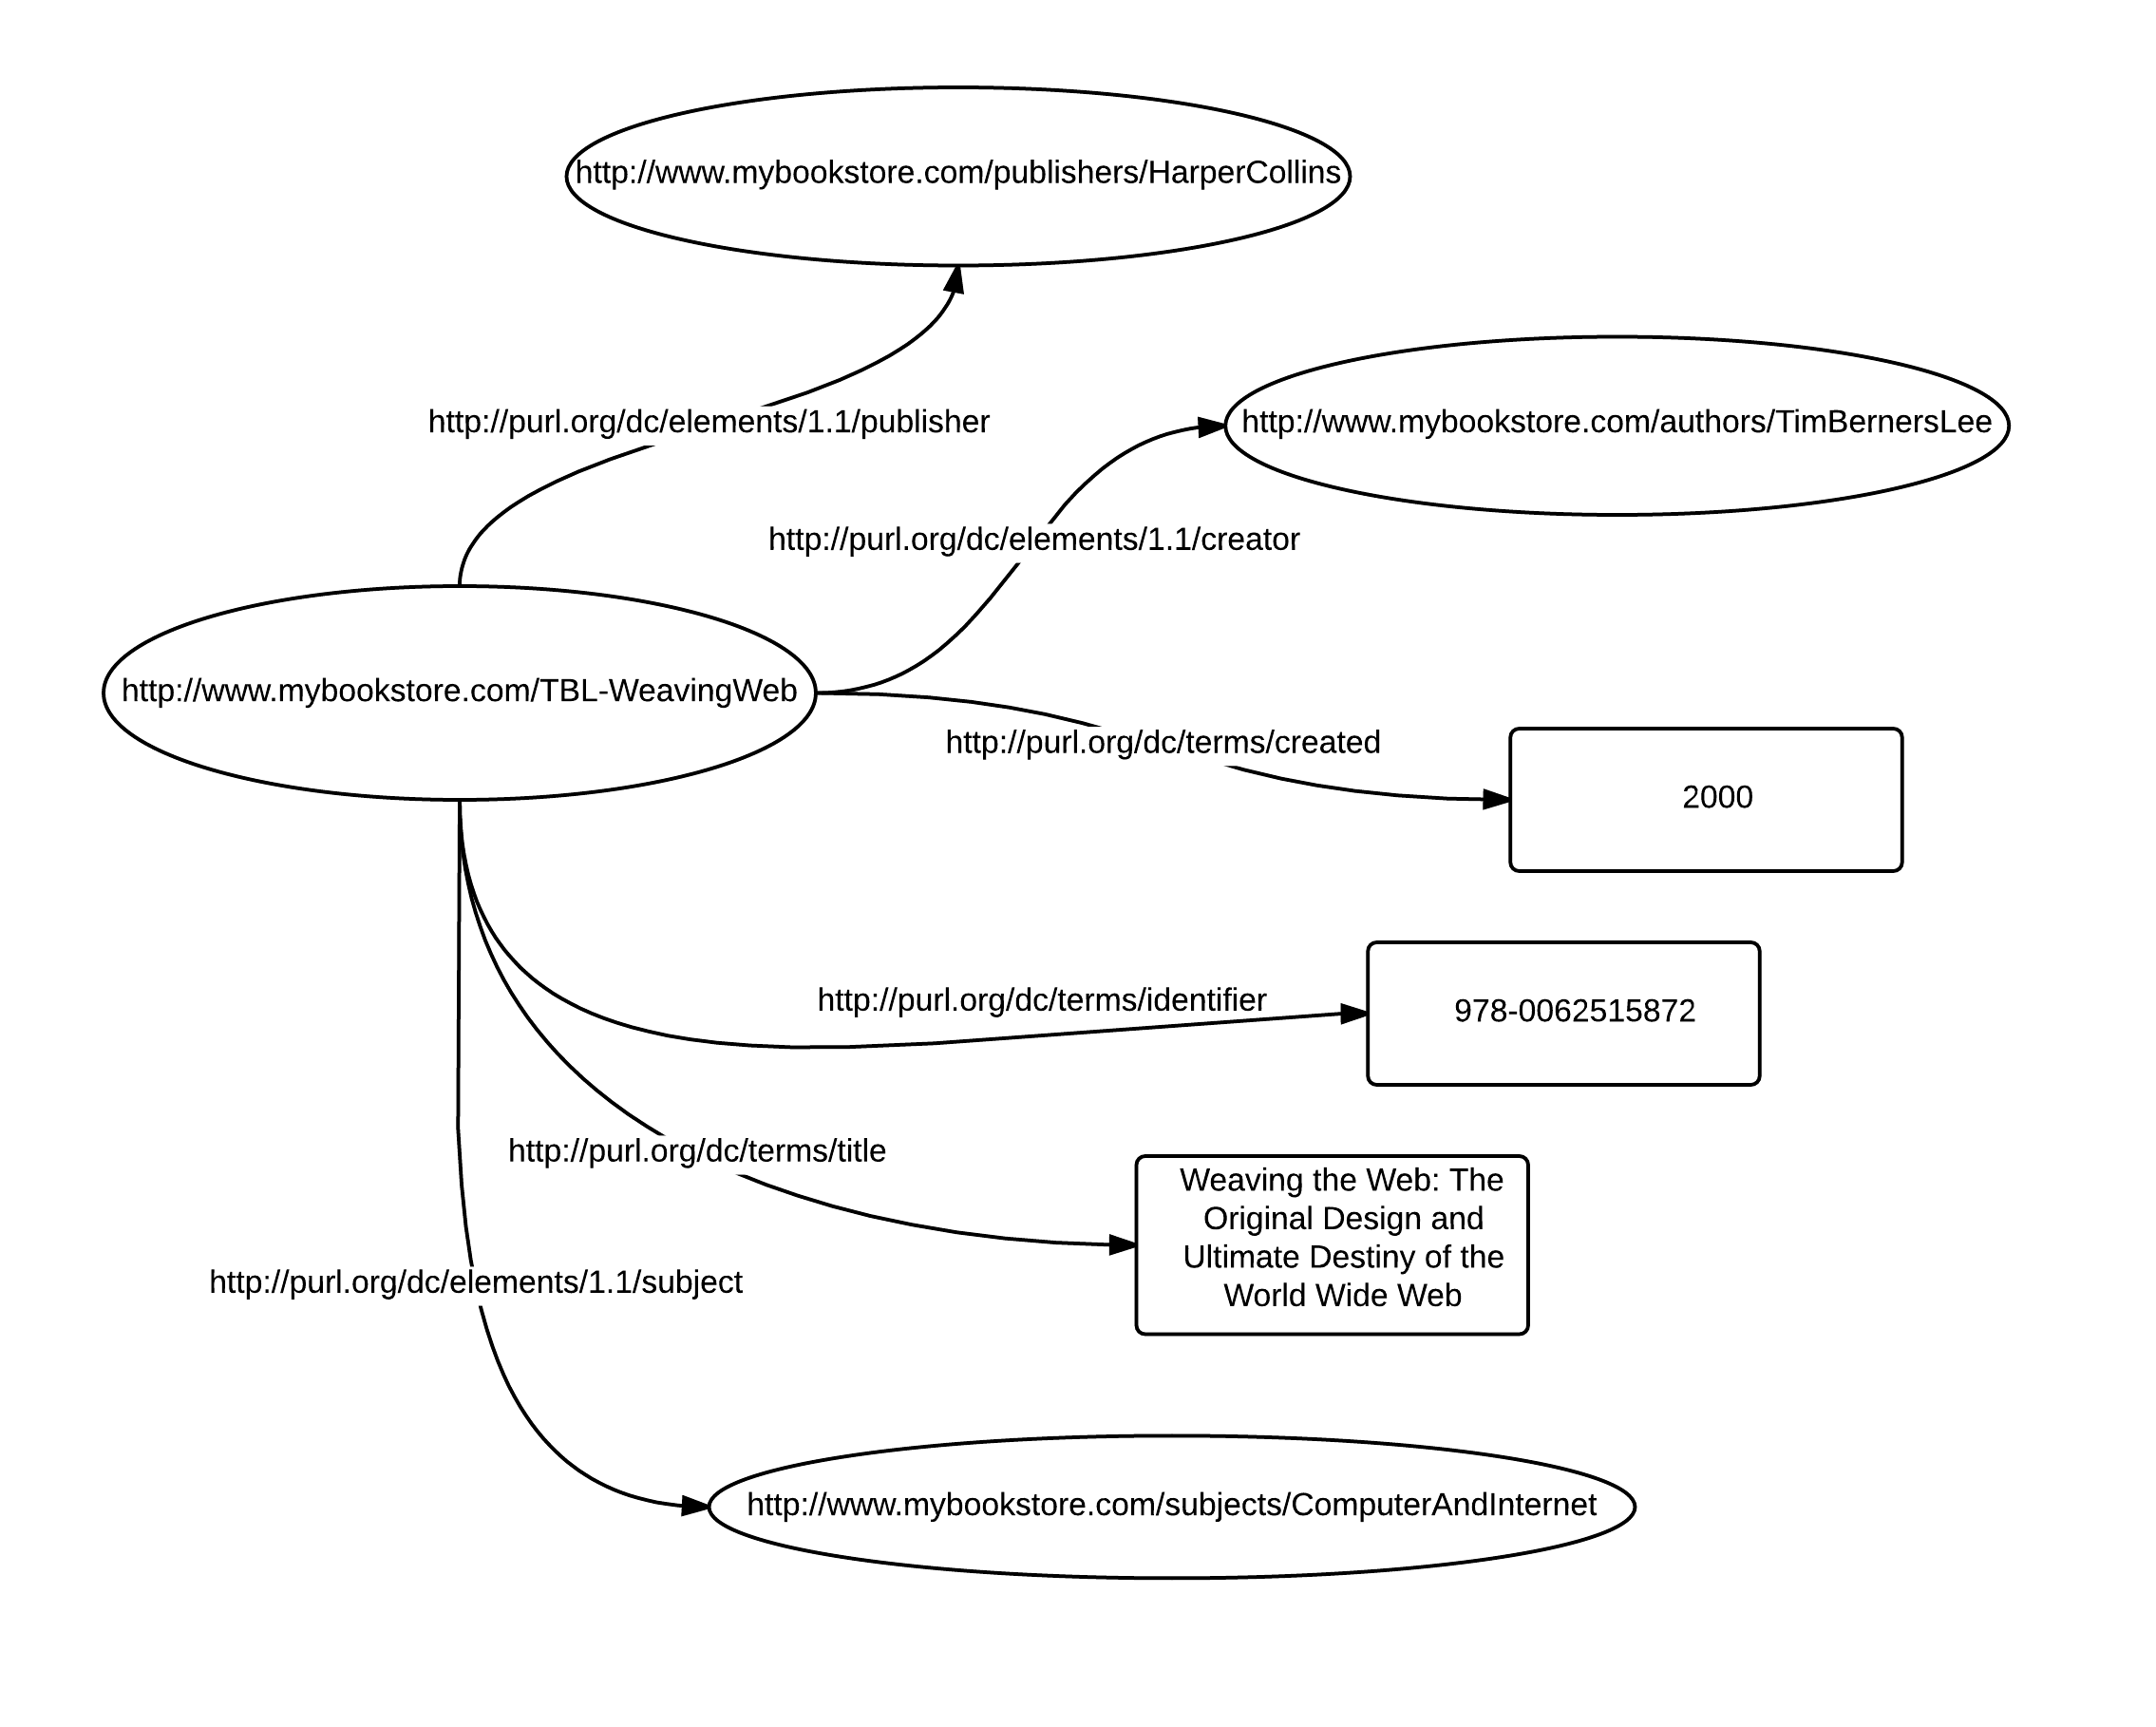 http://www.mybookstore.com/publishers/HarperCollins
http://purl.org/dc/elements/1.1/publisher
http://www.mybookstore.com/authors/TimBernersLee
http://purl.org/dc/elements/1.1/creator
http://www.mybookstore.com/TBL-WeavingWeb
http://purl.org/dc/terms/created
2000
http://purl.org/dc/terms/identifier
978-0062515872
http://purl.org/dc/terms/title
Weaving the Web: The
Original Design and
Ultimate Destiny of the
World Wide Web
http://purl.org/dc/elements/1.1/subject
http://www.mybookstore.com/subjects/ComputerAndInternet